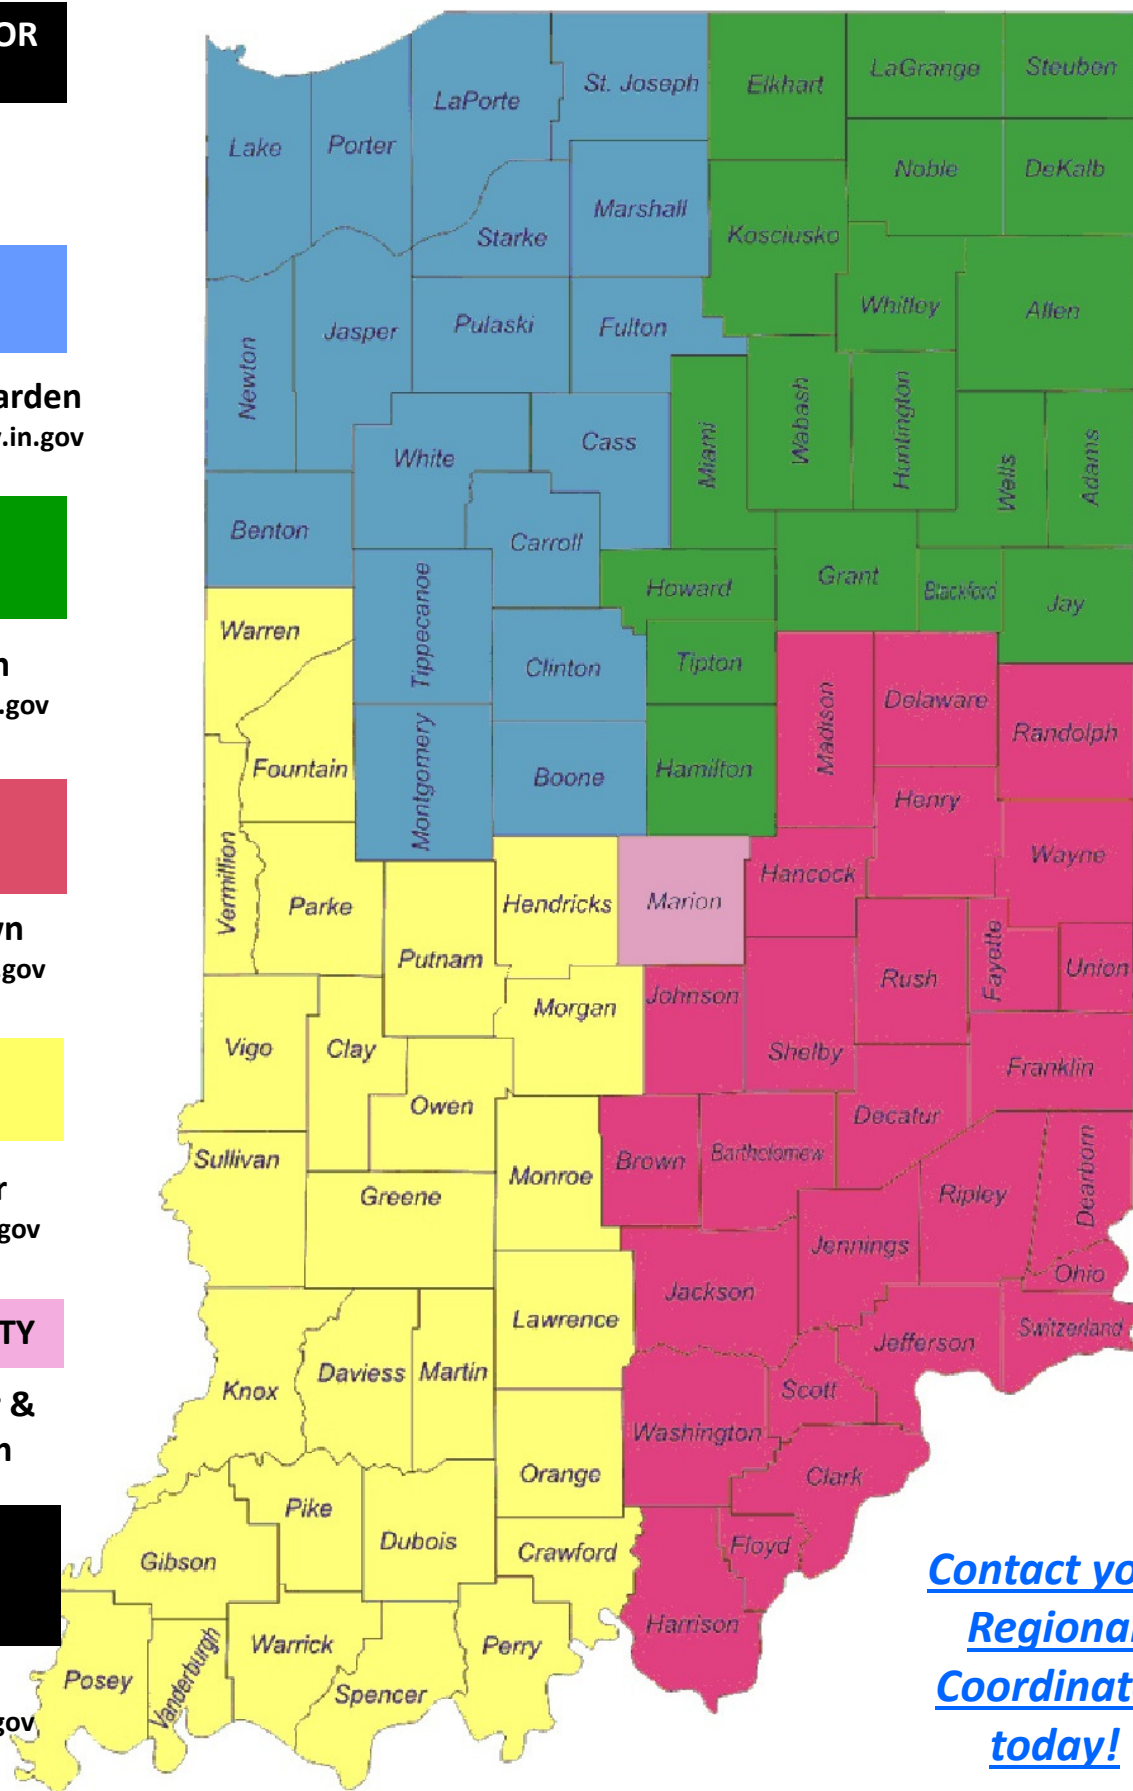 OR
arden
.in.gov
n
.gov
wn
gov
r
gov
TY
&
n
gov
LaPorte
St. Joseph
Elkhart
LaGrange
Steuben
Lake
Porter
Noble
DeKalb
Starke
Marshall
Kosciusko
Newton
Jasper
Pulaski
Fulton
Whitley
Allen
White
Cass
Miami
Wabash
Huntington
Wells
Adams
Benton
Carroll
Tippecanoe
Howard
Grant
Blackford
Jay
Warren
Clinton
Tipton
Madison
Delaware
Randolph
Fountain
Montgomery
Boone
Hamilton
Henry
Vermillion
Parke
Putnam
Hendricks
Marion
Hancock
Wayne
Morgan
Johnson
Rush
Fayette
Union
Vigo
Clay
Owen
Shelby
Franklin
Decatur
Sullivan
Greene
Monroe
Brown
Bartholomew
Jennings
Ripley
Dearborn
Ohio
Lawrence
Jackson
Jefferson
Switzerland
Knox
Daviess
Martin
Scott
Orange
Washington
Clark
Gibson
Pike
Dubois
Crawford
Floyd
Harrison
Posey
Vanderburgh
Warrick
Spencer
Perry
Contact yo
Regiona
Coordinat
today!